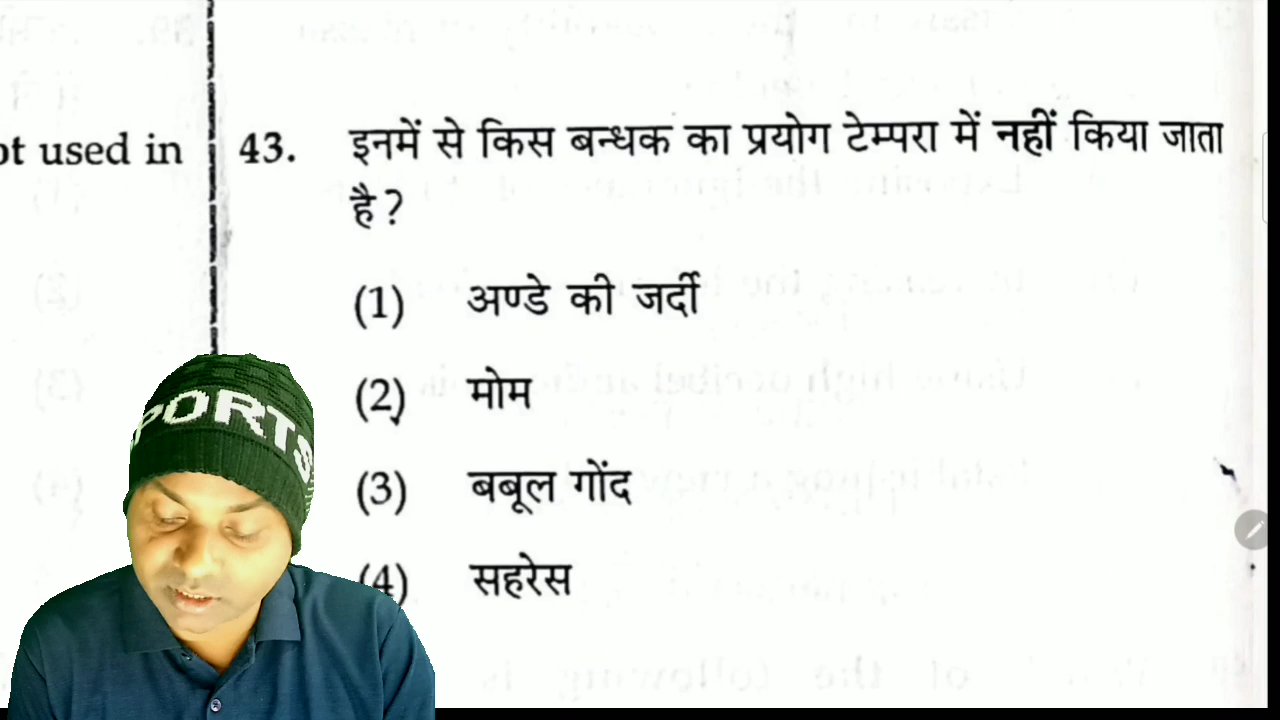 ot used in
43. इनमें से किस बन्धक का प्रयोग टेम्परा में नहीं किया जाता
है?
(1) अण्डे की जर्दी
(2) मोम
(3) बबूल गोंद
(4) सहरेस
PORTS